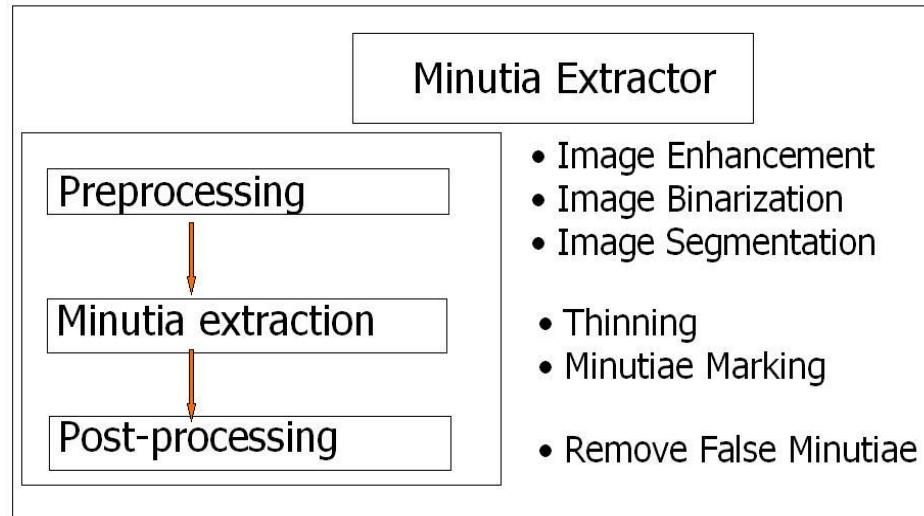 Minutia Extractor
Preprocessing
• Image Enhancement
• Image Binarization
• Image Segmentation
Minutia extraction
• Thinning
• Minutiae Marking
Post-processing
• Remove False Minutiae